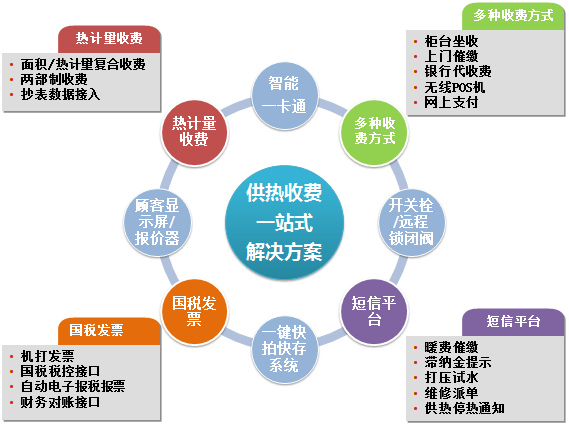 热计量收费
面积/热计量复合收费
两部制收费
抄表数据接入
多种收费方式
柜台坐收
上门催缴
银行代收费
无线POS机
网上支付
智能
一卡通
热计量
收费
多种收
费方式
顾客显
示屏/
报价器
供热收费
一站式
解决方案
开关栓
/远程
锁闭阀
国税发
票
一键快
拍快存
系统
短信平
台
国税发票
机打发票
国税税控接口
自动电子报税报票
财务对账接口
短信平台
暖费催缴
滞纳金提示
打压试水
维修派单
供热停热通知